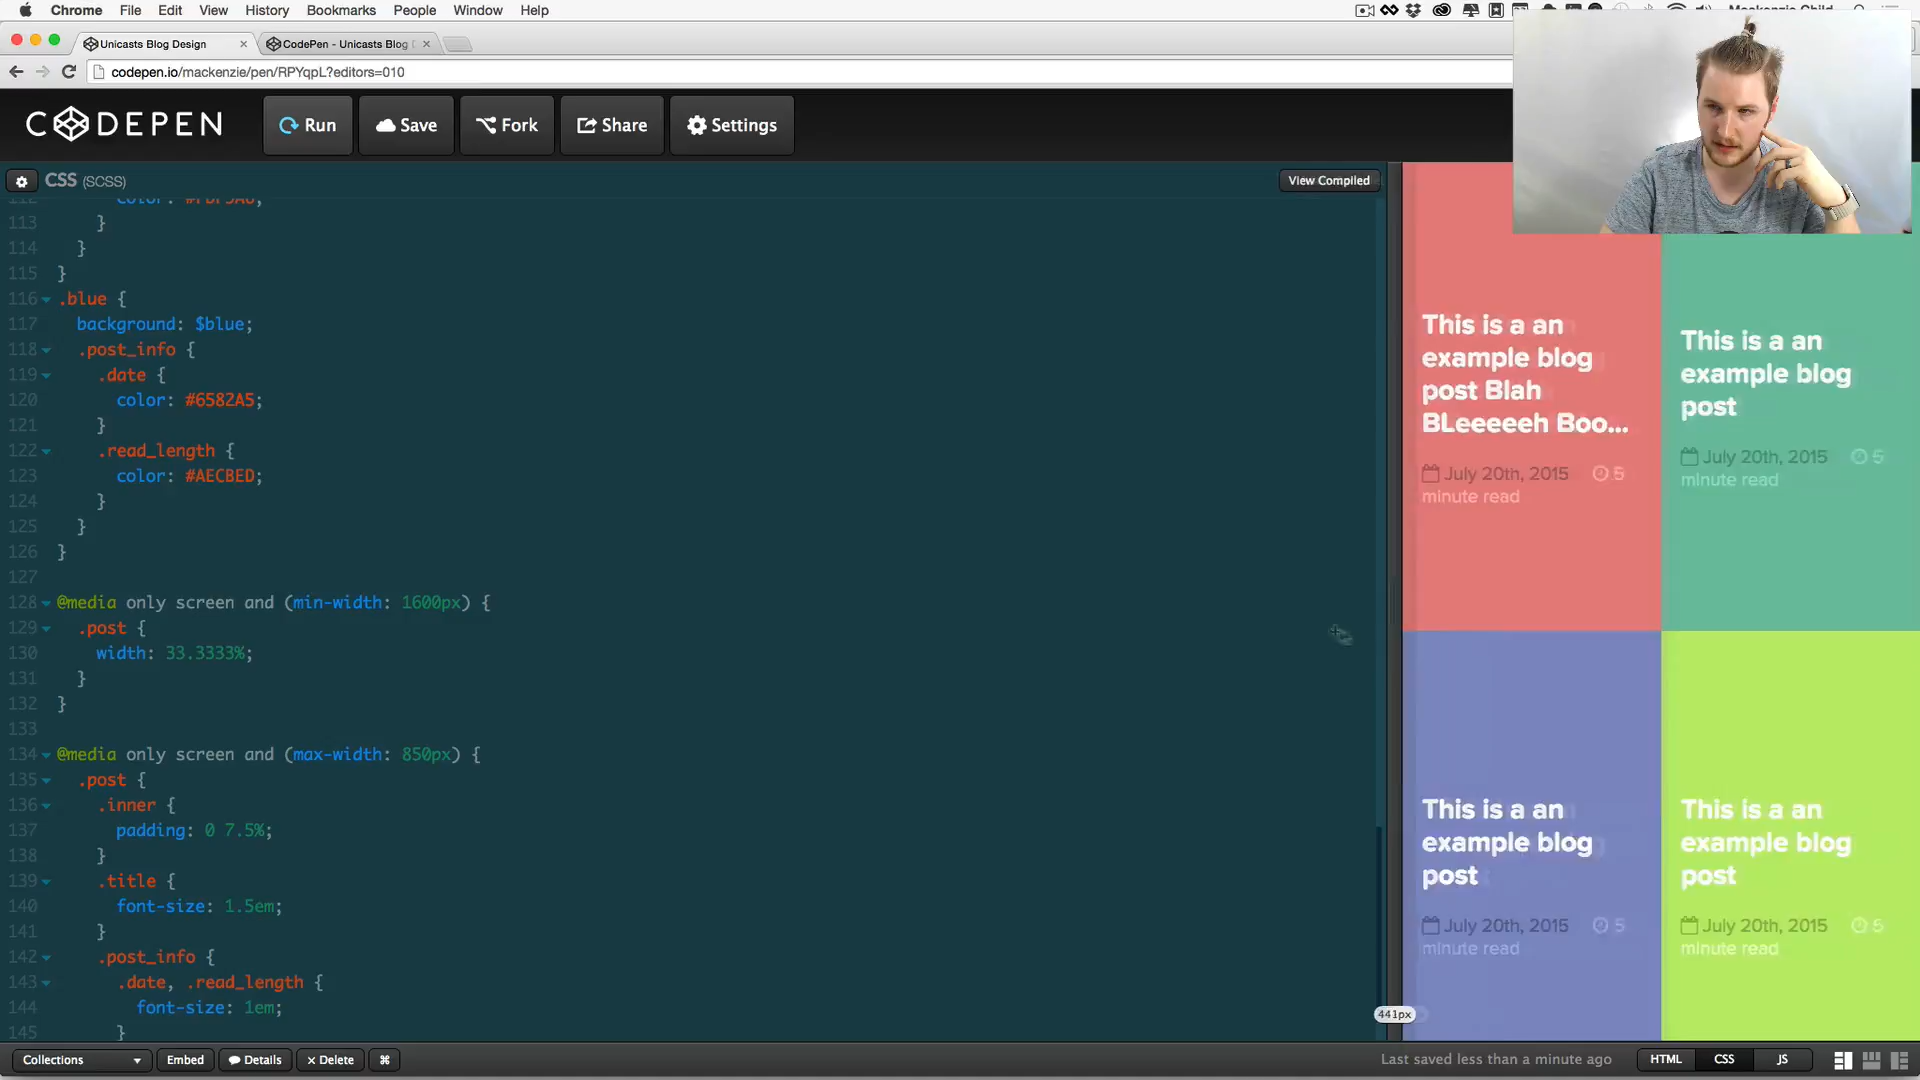 Chrome File Edit View History Bookmarks People Window Help
Unicasts Blog Design
CodePen - Unicasts Blog
codepen.io/mackenzie/pen/RPYqpL?editors=010
CODEPEN
Run Save Fork Share Settings
CSS (SCSS)
View Compiled
113 }
114 }
115 }
116 .blue {
117 background: $blue;
118 .post_info {
119 .date {
120 color: #6582A5;
121 }
122 .read_length {
123 color: #AECBED;
124 }
125 }
126 }
127
128 @media only screen and (min-width: 1600px) {
129 .post {
130 width: 33.3333%;
131 }
132 }
133
134 @media only screen and (max-width: 850px) {
135 .post {
136 .inner {
137 padding: 0 7.5%;
138 }
139 .title {
140 font-size: 1.5em;
141 }
142 .post_info {
143 .date, .read_length {
144 font-size: 1em;
145 }
This is a an
example blog
post Blah
BLeeeeeh Boo...
July 20th, 2015 5
minute read
This is a an
example blog
post
July 20th, 2015 5
minute read
This is a an
example blog
post
July 20th, 2015 5
minute read
This is a an
example blog
post
July 20th, 2015 5
minute read
441px
Collections Embed Details × Delete ⌘
Last saved less than a minute ago
HTML CSS JS